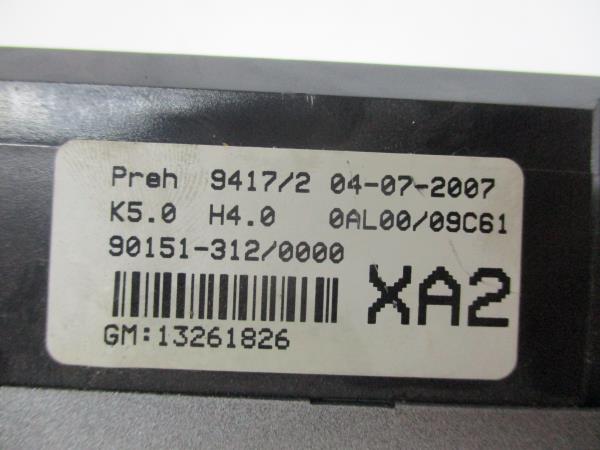 Preh 9417/2 04-07-2007
K5.0 H4.0 0AL00/09C61
90151-312/0000
XA2
GM:13261826